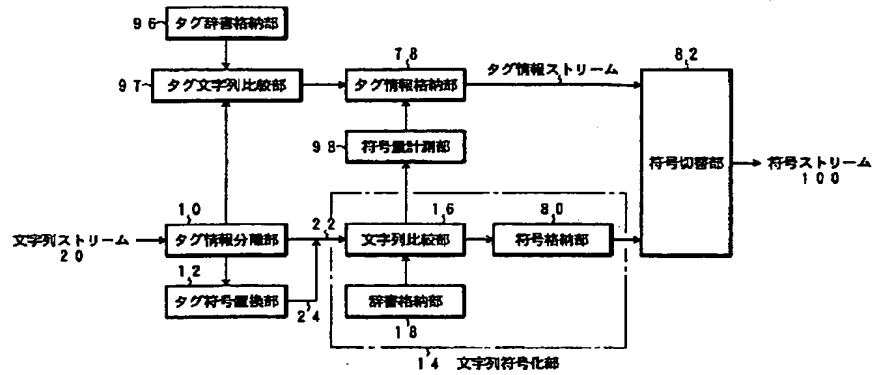 96
タグ辞書格納部
97
タグ文字列比較部
78
タグ情報格納部
タグ情報ストリーム
82
98
符号量計測部
符号切替部
符号ストリーム
100
文字列ストリーム
20
10
タグ情報分離部
22
16
文字列比較部
80
符号格納部
12
タグ符号置換部
24
辞書格納部
18
14 文字列符号化部